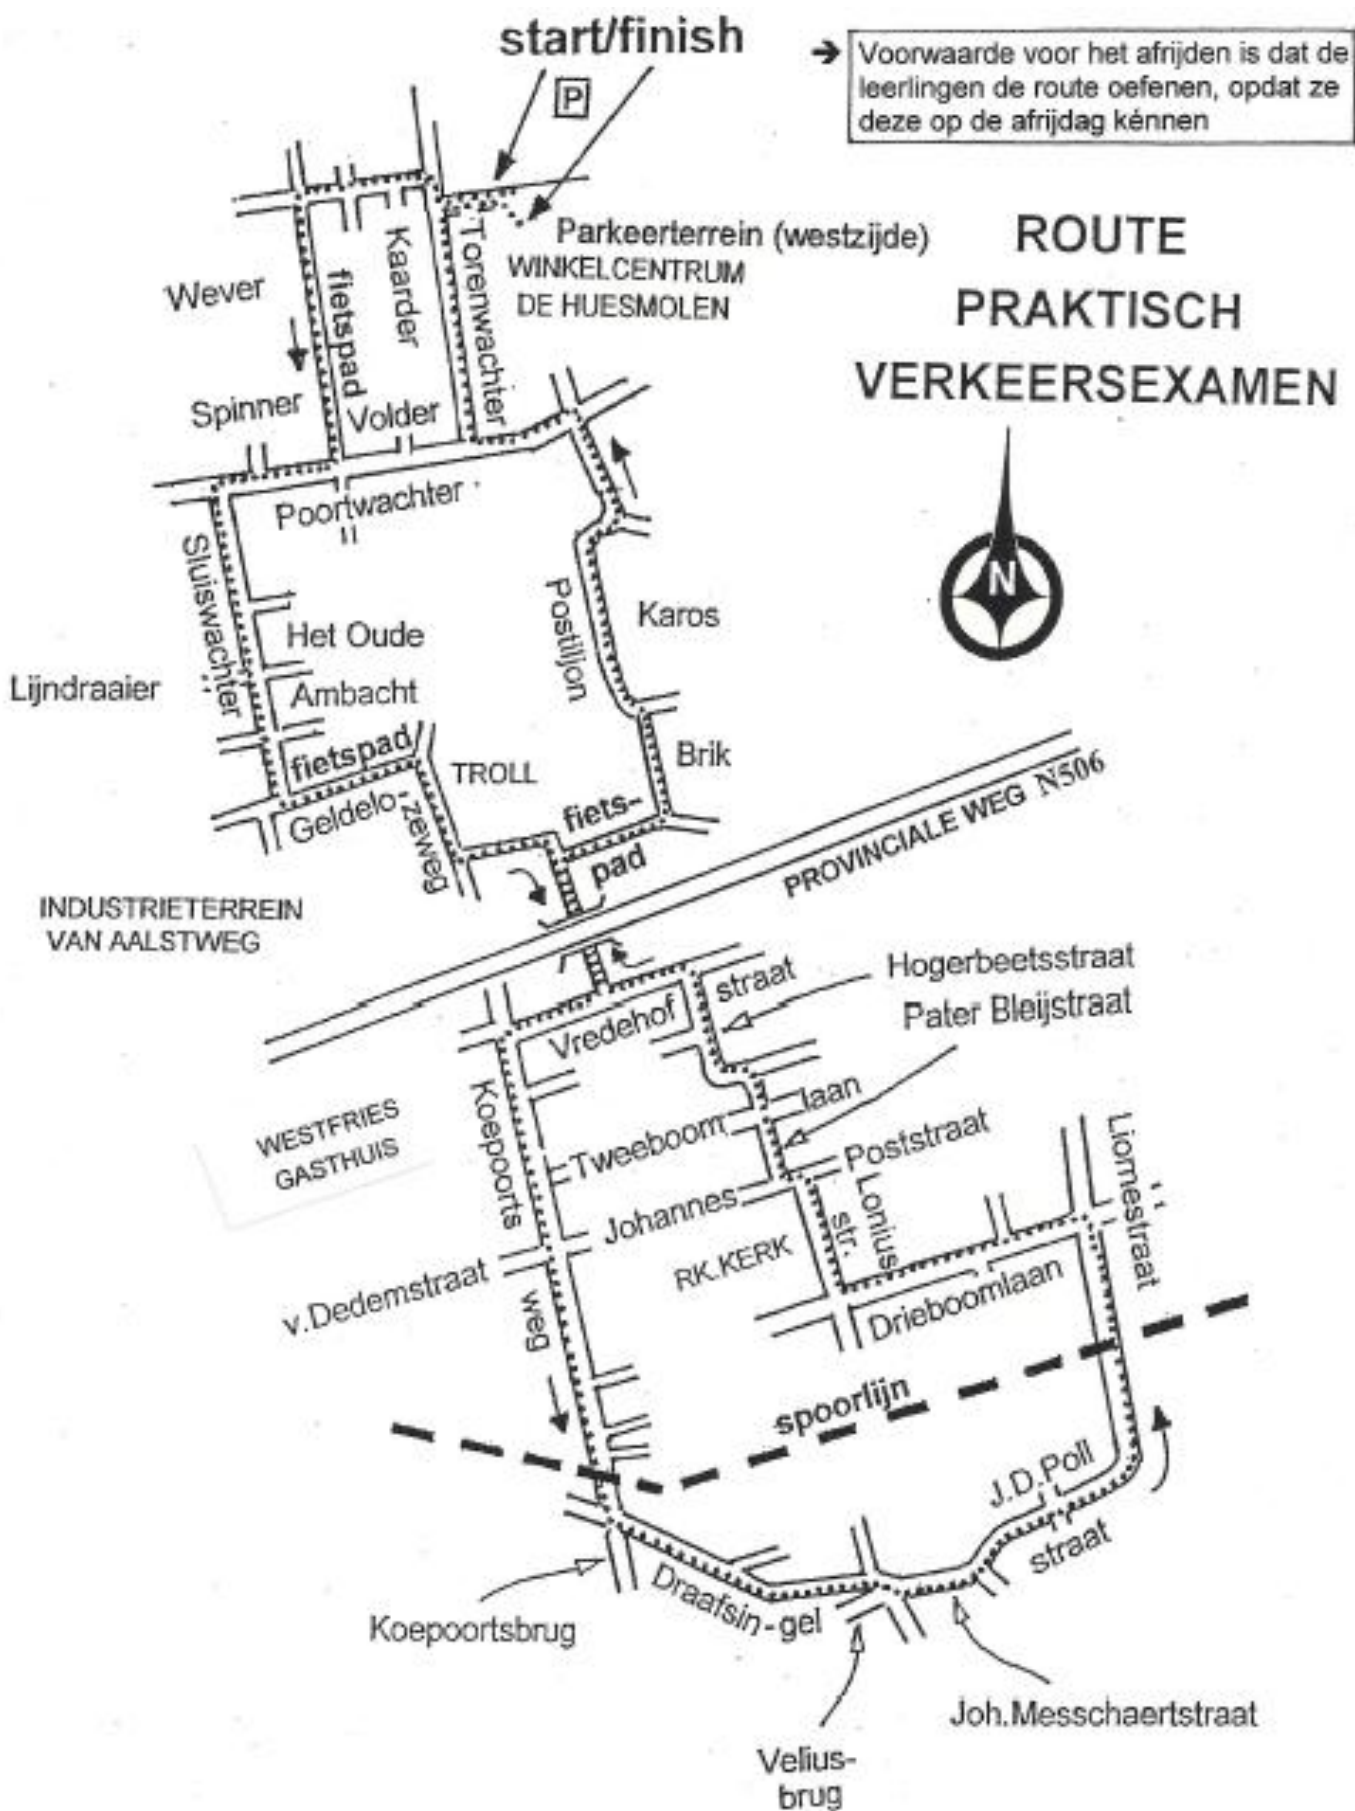 start/finish
P
➔ Voorwaarde voor het afrijden is dat de
leerlingen de route oefenen, opdat ze
deze op de afrijdag kénnen
ROUTE
PRAKTISCH
VERKEERSEXAMEN
N
Parkeerterrein (westzijde)
WINKELCENTRUM
DE HUESMOLEN
Wever
fietspad
Kaarder
Torenwachter
Spinner
Volder
Poortwachter
Sluiswachter
Het Oude
Ambacht
Lijndraaier
Postiljon
Karos
Brik
fietspad
Geldelo-
zeweg
TROLL
fiets-
pad
PROVINCIALE WEG N506
INDUSTRIETERREIN
VAN AALSTWEG
Vredehof
straat
Hogerbeetsstraat
Pater Bleijstraat
Koepoorts
weg
WESTFRIES
GASTHUIS
Tweeboom
laan
Johannes
Poststraat
Lonius
str.
RK.KERK
Liornestraat
v.Dedemstraat
Drieboomlaan
spoorlijn
J.D.Poll
straat
Draafsin-gel
Koepoortsbrug
Joh.Messchaertstraat
Velius-
brug